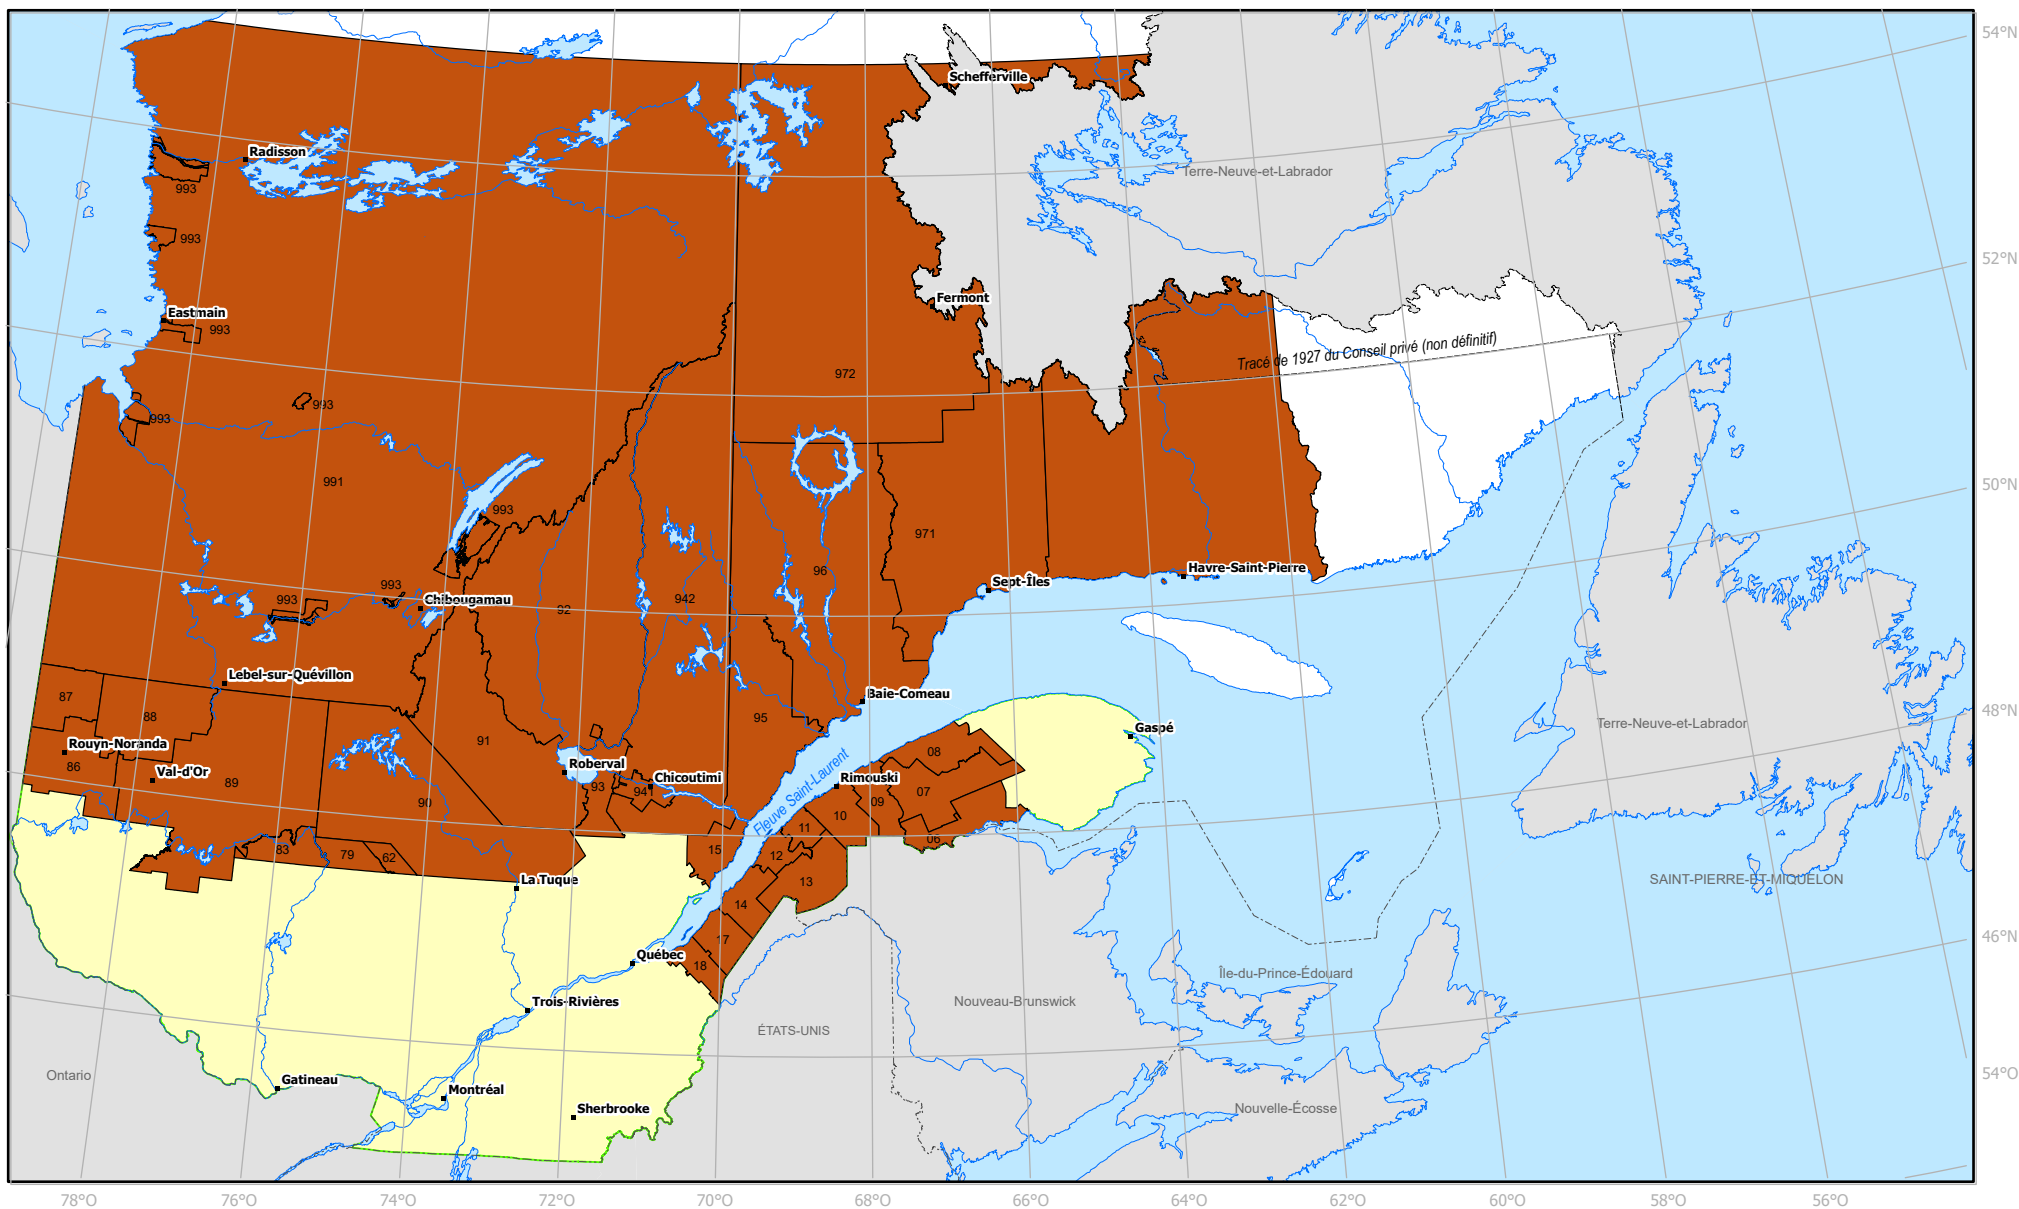 54°N
Schefferville
Radisson
Terre-Neuve-et-Labrador
993
993
52°N
Fermont
Eastmain
993
Tracé de 1927 du Conseil privé (non définitif)
972
993
993
991
50°N
993
971
96
Havre-Saint-Pierre
Sept-Îles
993
993
Chibougamau
942
92
Lebel-sur-Quévillon
87
Baie-Comeau
88
95
48°N
Terre-Neuve-et-Labrador
Gaspé
91
Rouyn-Noranda
08
86
Val-d'Or
Roberval
Chicoutimi
Rimouski
89
93
941
07
Fleuve Saint-Laurent
90
09
10
11
06
83
79
62
15
12
La Tuque
13
SAINT-PIERRE-ET-MIQUELON
14
17
46°N
Québec
18
Île-du-Prince-Édouard
Trois-Rivières
Nouveau-Brunswick
ÉTATS-UNIS
Ontario
54°O
Gatineau
Montréal
Sherbrooke
Nouvelle-Écosse
78°O
76°O
74°O
72°O
70°O
68°O
66°O
64°O
62°O
60°O
58°O
56°O